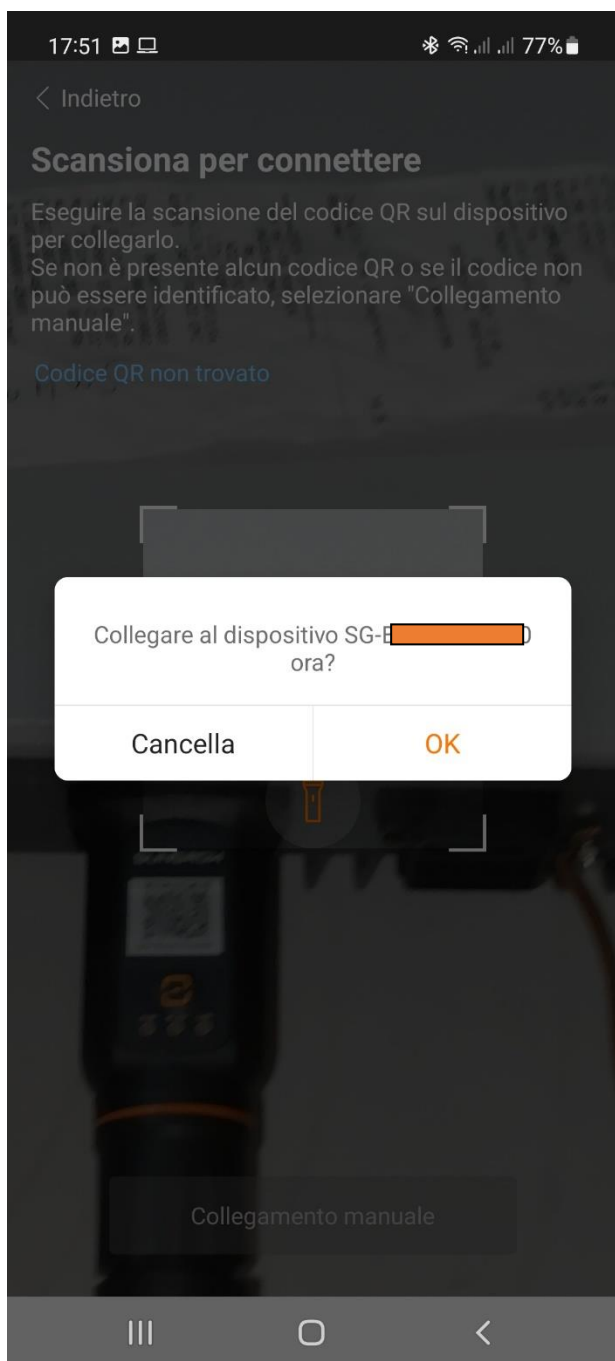 17:51
77%
< Indietro
Scansiona per connettere
Eseguire la scansione del codice QR sul dispositivo
per collegarlo.
Se non è presente alcun codice QR o se il codice non
può essere identificato, selezionare "Collegamento
manuale".
Codice QR non trovato
Collegare al dispositivo SG-
ora?
Cancella
OK
Collegamento manuale